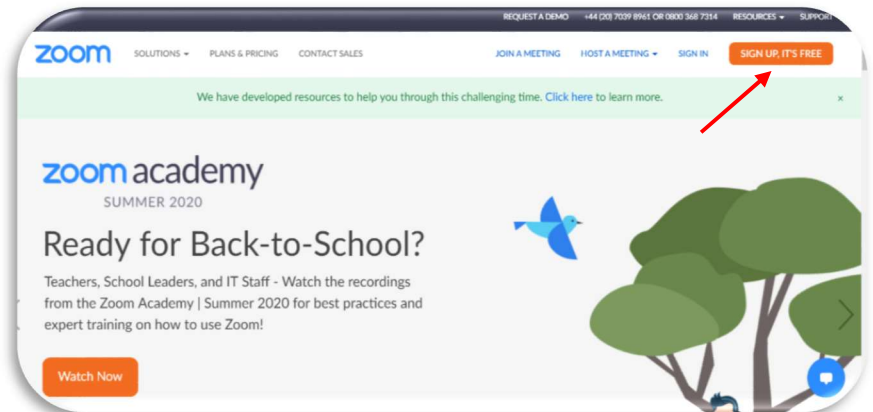 REQUEST A DEMO +44 (20) 7039 8961 OR 0800 368 7314 RESOURCES SUPPORT
zoom SOLUTIONS PLANS & PRICING CONTACT SALES JOIN A MEETING HOST A MEETING SIGN IN SIGN UP, IT'S FREE
We have developed resources to help you through this challenging time. Click here to learn more. ×
zoom academy
SUMMER 2020
Ready for Back-to-School?
Teachers, School Leaders, and IT Staff - Watch the recordings
from the Zoom Academy | Summer 2020 for best practices and
expert training on how to use Zoom!
Watch Now